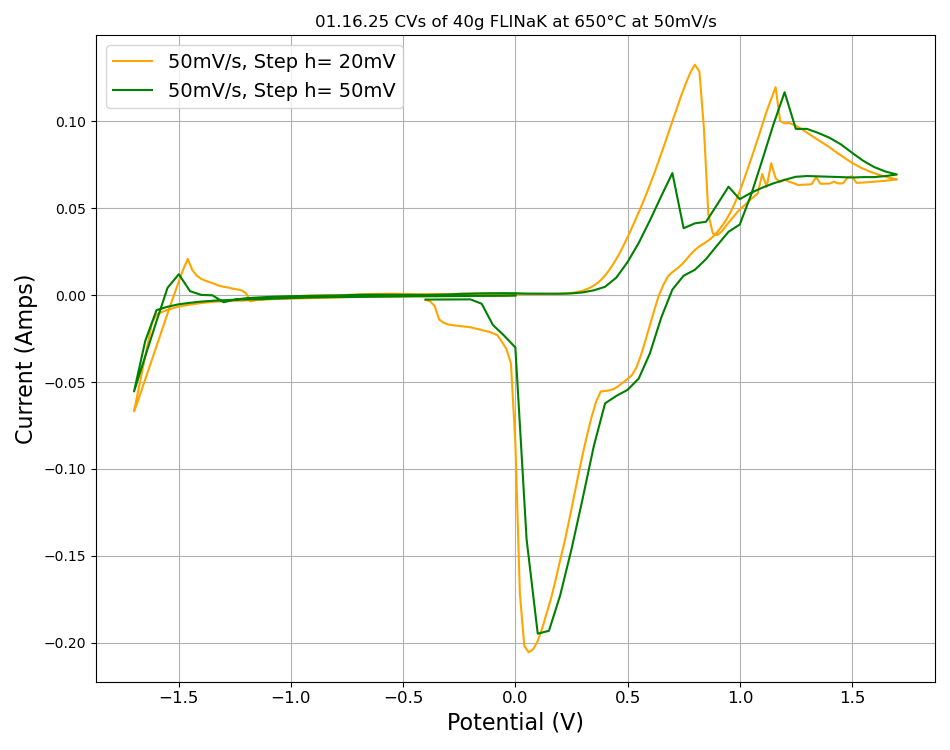 01.16.25 CVs of 40g FLINaK at 650°C at 50mV/s
50mV/s, Step h= 20mV
50mV/s, Step h= 50mV
Current (Amps)
0.10
0.05
0.00
−0.05
−0.10
−0.15
−0.20
−1.5
−1.0
−0.5
0.0
0.5
1.0
1.5
Potential (V)